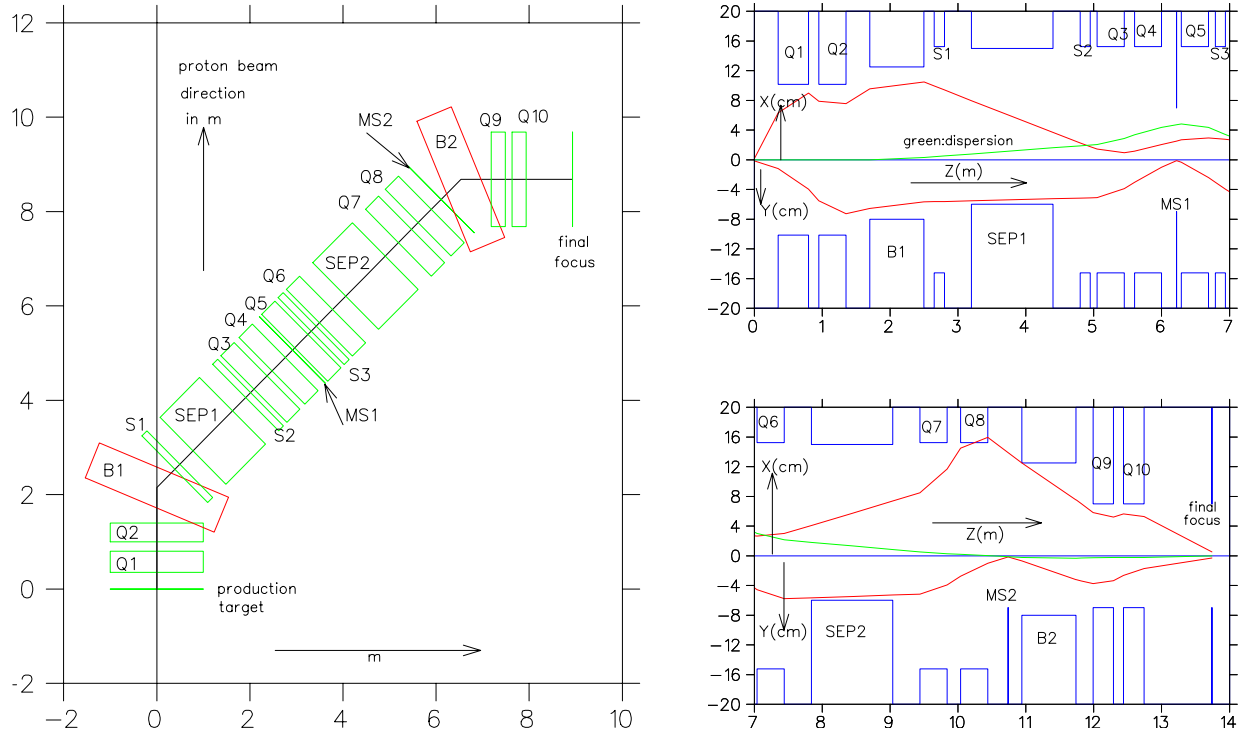 12
10
8
6
4
2
0
-2
-2
0
2
4
6
8
10
proton beam
direction
in m
MS2
Q9
Q10
B2
Q8
Q7
SEP2
final
focus
Q6
Q5
Q4
Q3
S3
MS1
SEP1
S1
S2
B1
Q2
Q1
production
target
m
20
16
12
8
4
0
-4
-8
-12
-16
-20
Q1
Q2
S1
S2
Q3
Q4
Q5
S3
X(cm)
green:dispersion
Z(m)
Y(cm)
MS1
B1
SEP1
0
1
2
3
4
5
6
7
20
16
12
8
4
0
-4
-8
-12
-16
-20
Q6
Q7
Q8
Q9
Q10
X(cm)
final
focus
Z(m)
Y(cm)
MS2
SEP2
B2
7
8
9
10
11
12
13
14